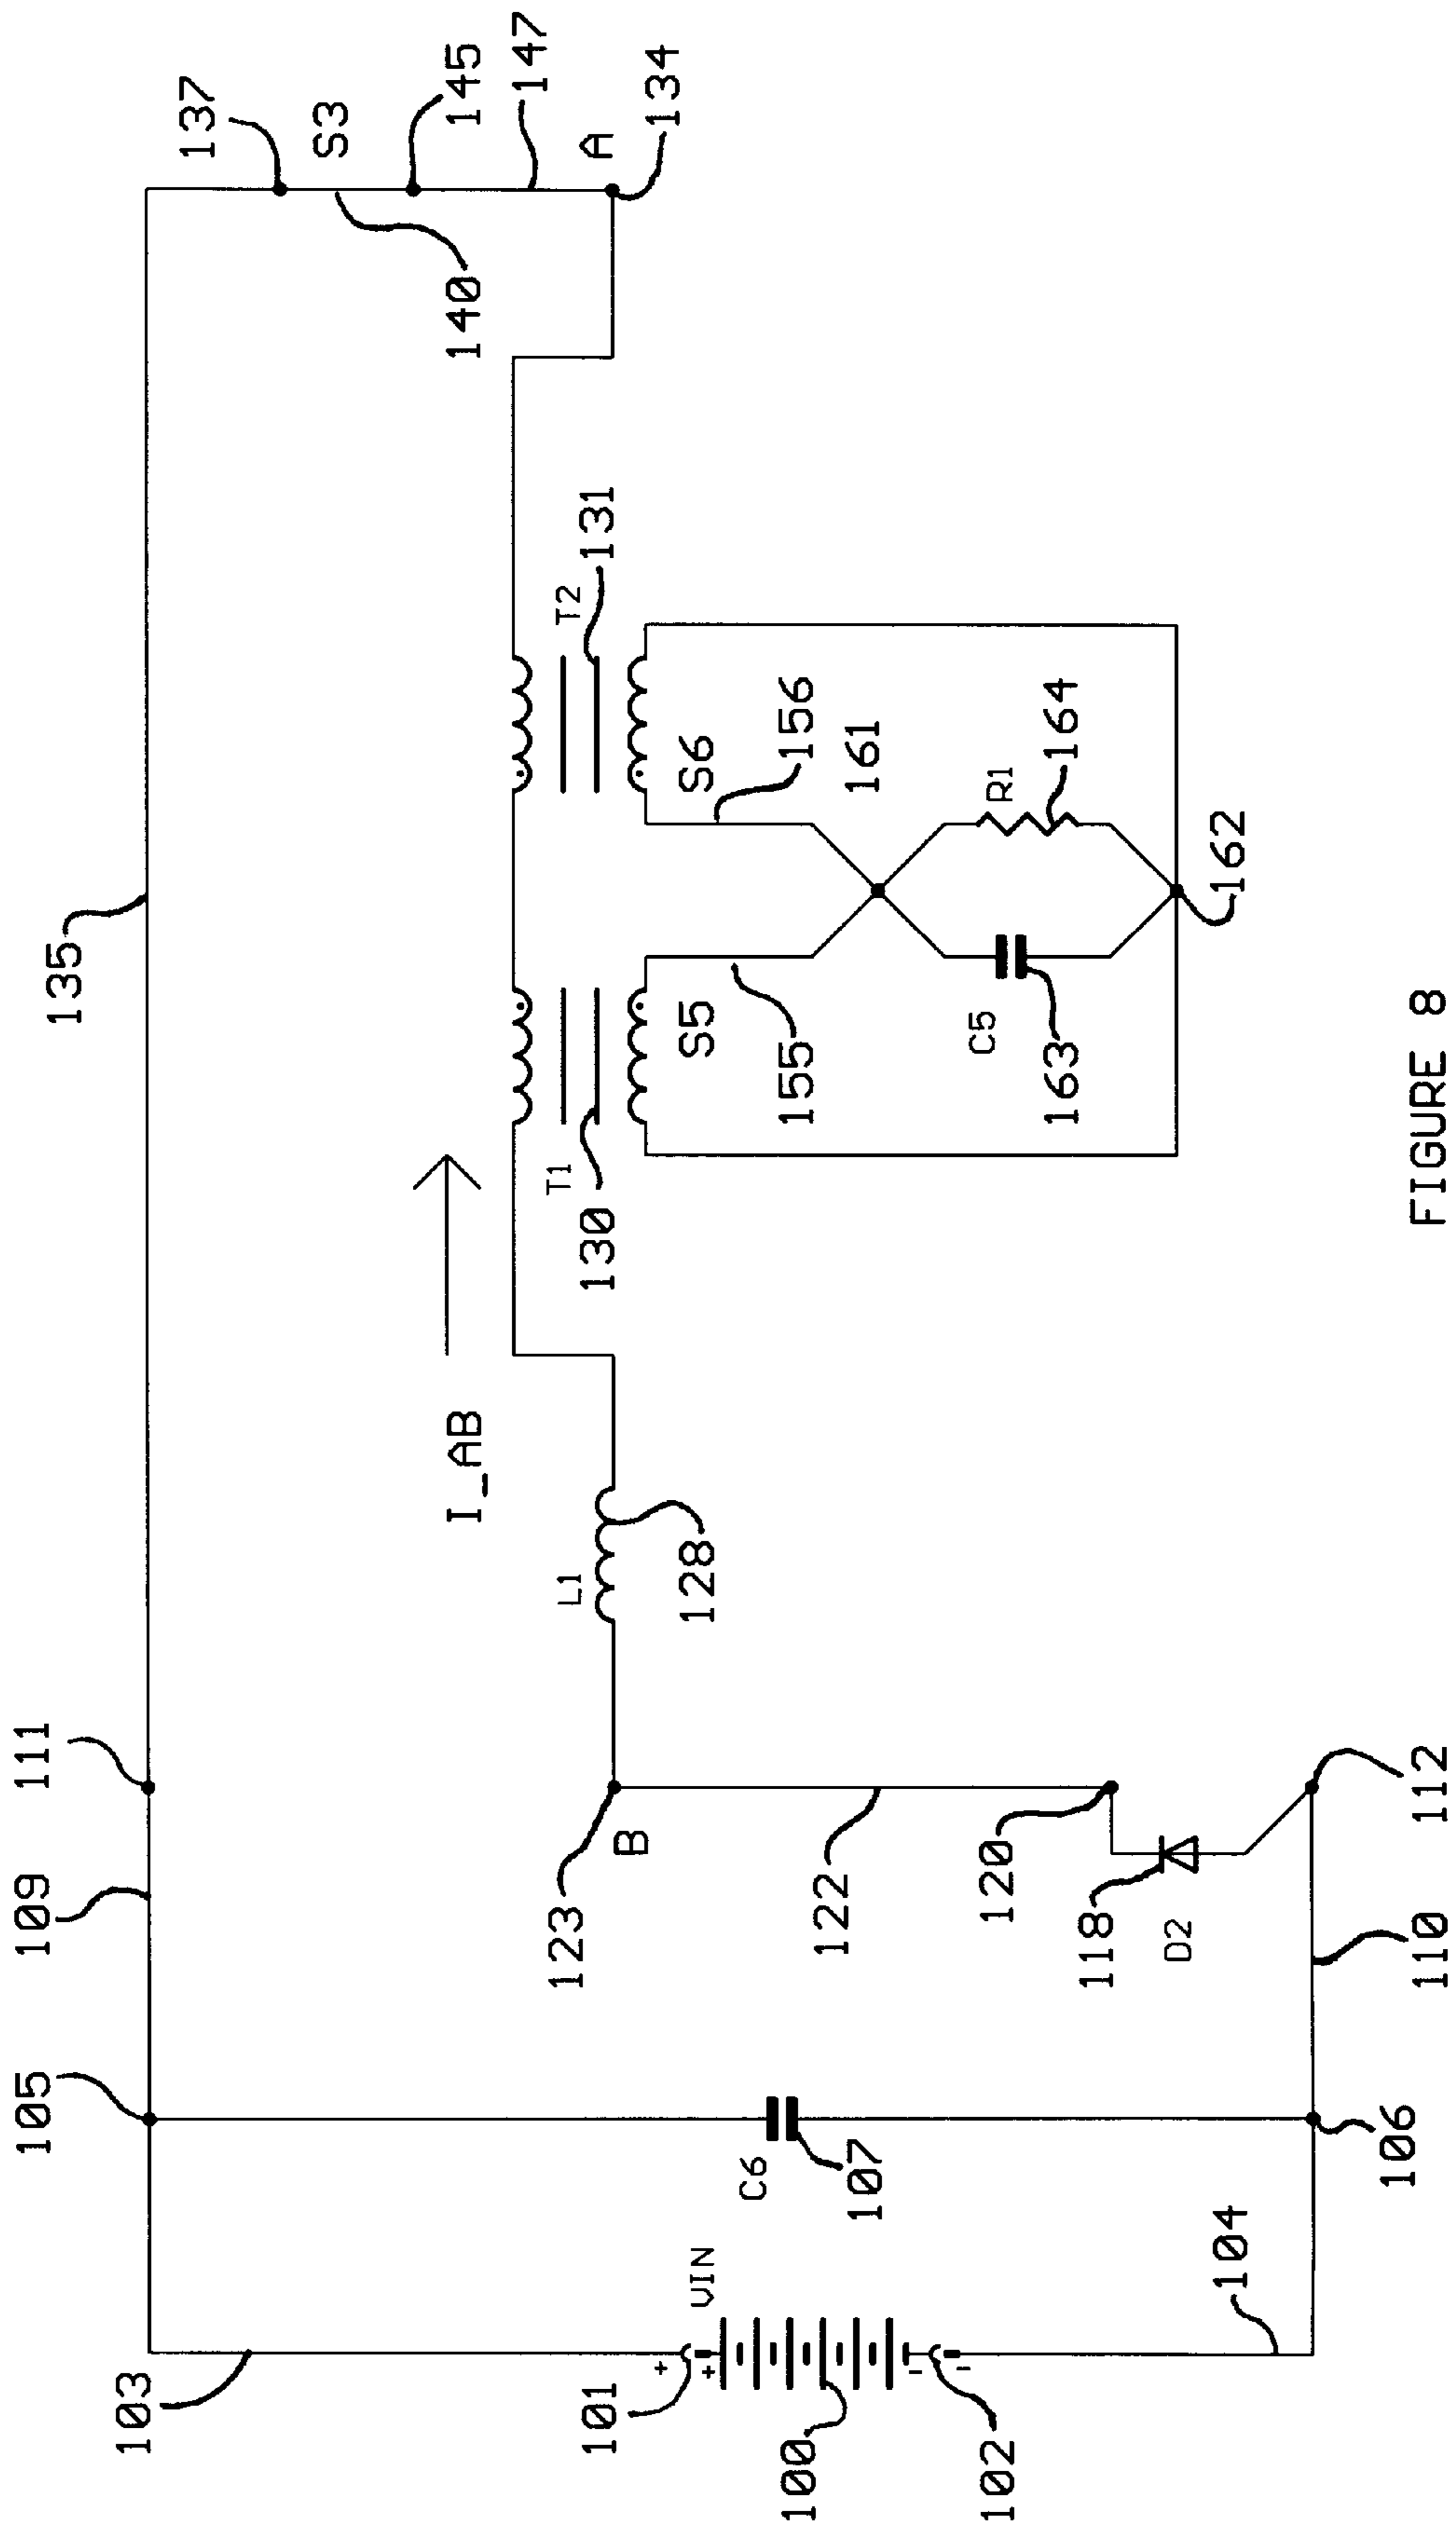 103
105
109
111
135
137
S3
140
145
147
A
134
I_AB
L1
128
T1
130
T2
131
S5
155
S6
156
161
C5
163
R1
164
162
123
B
122
120
118
D2
112
110
106
C6
107
VIN
+
+
101
100
-
-
102
104
FIGURE 8